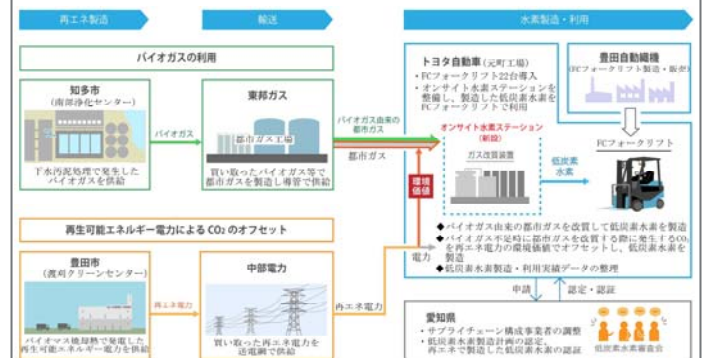 再エネ製造
輸送
水素製造・利用
バイオガスの利用
知多市
(南部浄化センター)
下水汚泥処理で発生した
バイオガスを供給
バイオガス
東邦ガス
都市ガス工場
買い取ったバイオガス等で
都市ガスを製造し導管で供給
バイオガス由来の
都市ガス
都市ガス
環境
価値
トヨタ自動車(元町工場)
・FCフォークリフト22台導入
・オンサイト水素ステーションを
整備し、製造した低炭素水素を
FCフォークリフトで利用
豊田自動織機
(FCフォークリフト製造・販売)
オンサイト水素ステーション
(新設)
ガス改質装置
低炭素
水素
FCフォークリフト
◆バイオガス由来の都市ガスを改質して低炭素水素を製造
◆バイオガス不足時に都市ガスを改質する際に発生するCO₂
を再エネ電力の環境価値でオフセットし、低炭素水素を
製造
◆低炭素水素製造・利用実績データの整理
再生可能エネルギー電力による CO₂ のオフセット
豊田市
(渡刈クリーンセンター)
バイオマス焼却熱で発電した
再生可能エネルギー電力を供給
再エネ電力
中部電力
買い取った再エネ電力を
送電網で供給
再エネ電力
電力
申請
認定・認証
愛知県
・サプライチェーン構成事業者の調整
・低炭素水素製造計画の認定、
再エネで製造した低炭素水素の認証
低炭素水素審査会